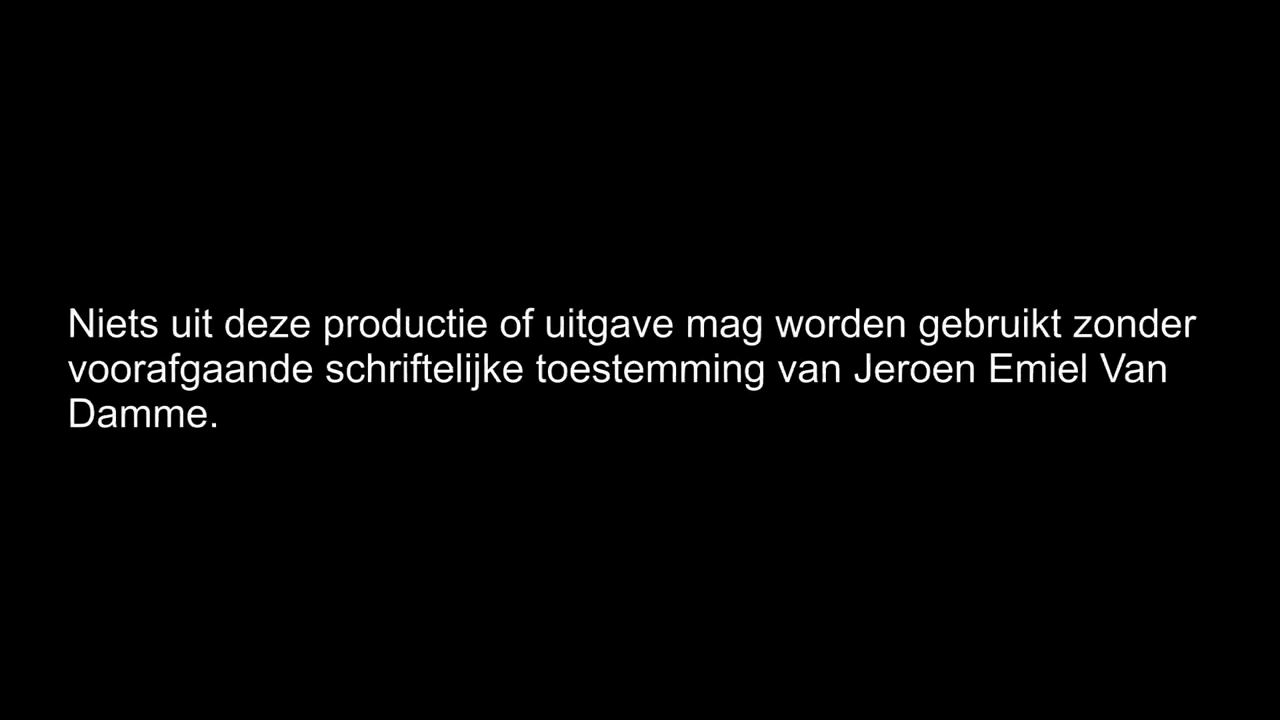 Niets uit deze productie of uitgave mag worden gebruikt zonder
voorafgaande schriftelijke toestemming van Jeroen Emiel Van
Damme.